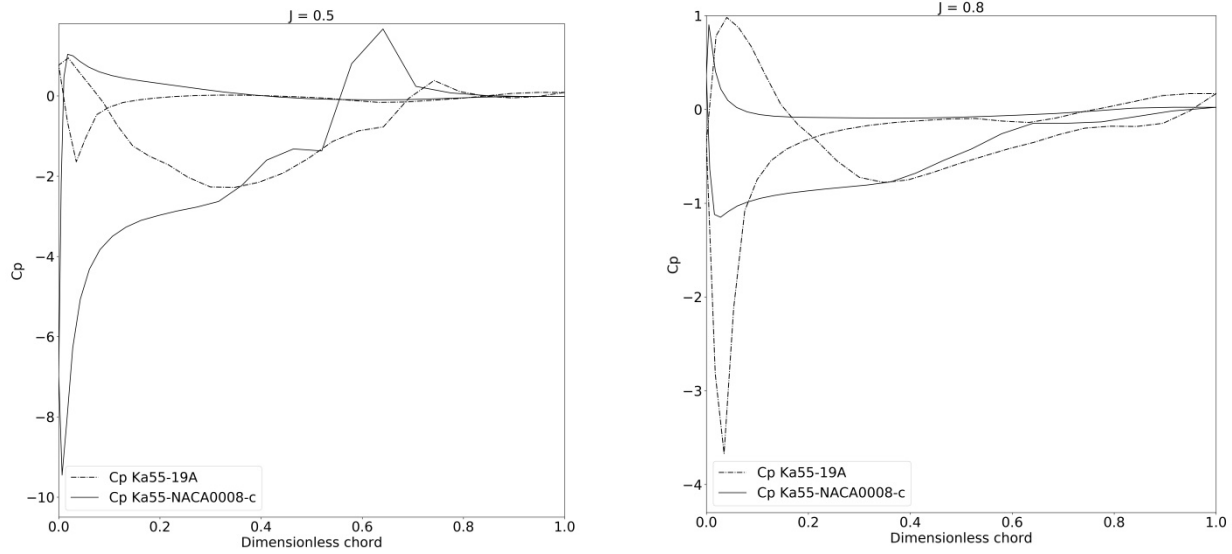 J = 0.5
0
−2
−4
−6
−8
−10
Cp
Cp Ka55-19A
Cp Ka55-NACA0008-c
0.0 0.2 0.4 0.6 0.8 1.0
Dimensionless chord
J = 0.8
1
0
−1
−2
−3
−4
Cp
Cp Ka55-19A
Cp Ka55-NACA0008-c
0.0 0.2 0.4 0.6 0.8 1.0
Dimensionless chord